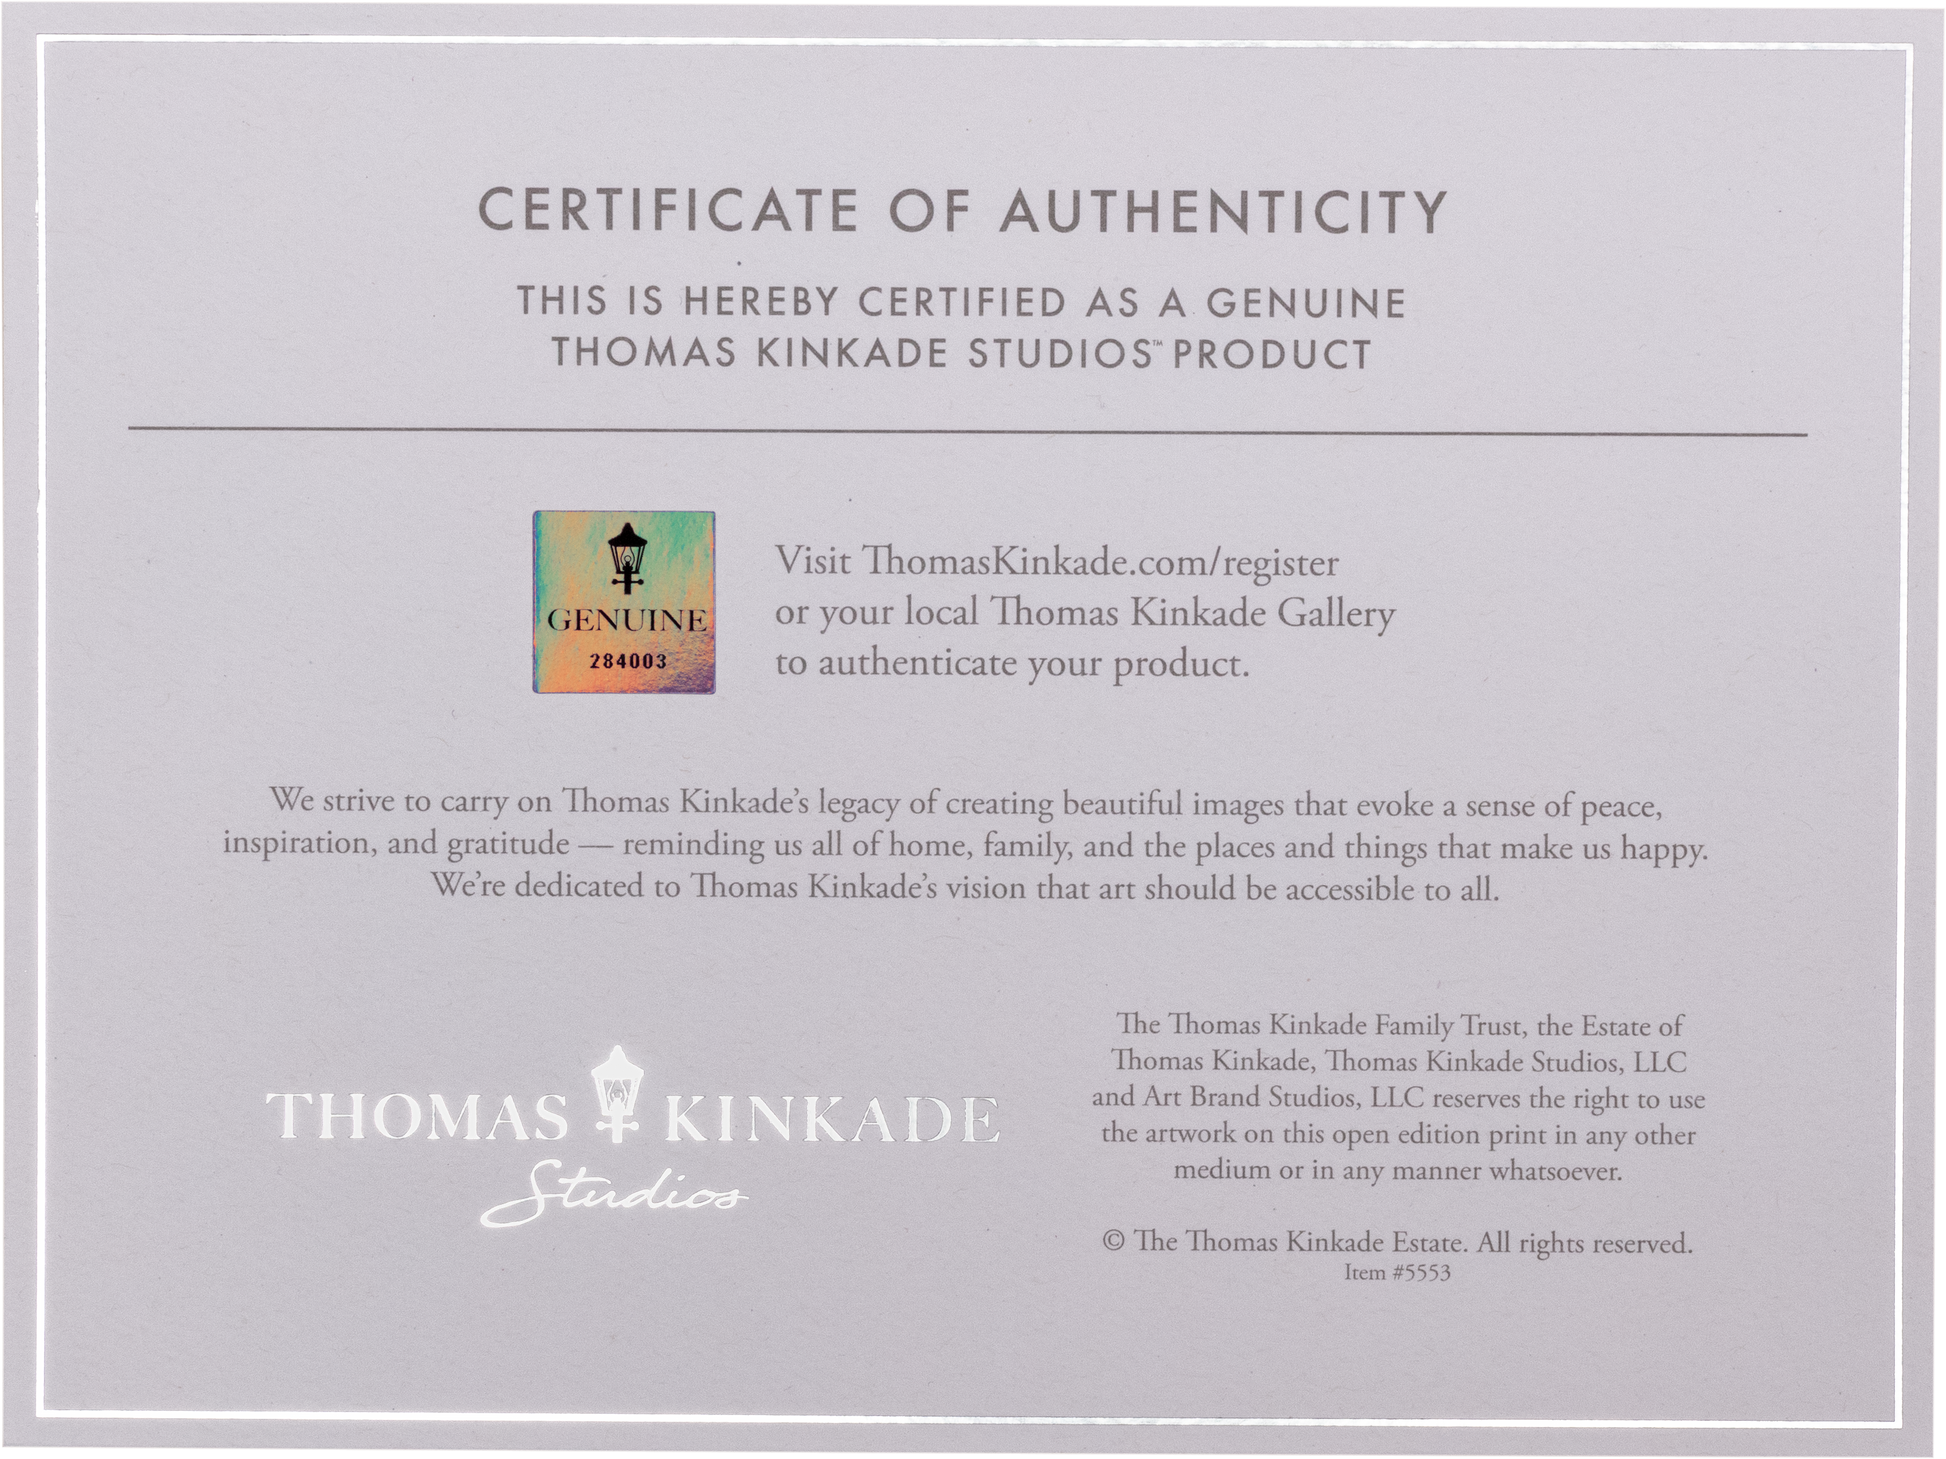 CERTIFICATE OF AUTHENTICITY
THIS IS HEREBY CERTIFIED AS A GENUINE
THOMAS KINKADE STUDIOS™ PRODUCT
GENUINE
284003
Visit ThomasKinkade.com/register
or your local Thomas Kinkade Gallery
to authenticate your product.
We strive to carry on Thomas Kinkade’s legacy of creating beautiful images that evoke a sense of peace,
inspiration, and gratitude — reminding us all of home, family, and the places and things that make us happy.
We’re dedicated to Thomas Kinkade’s vision that art should be accessible to all.
THOMAS KINKADE
Studios
The Thomas Kinkade Family Trust, the Estate of
Thomas Kinkade, Thomas Kinkade Studios, LLC
and Art Brand Studios, LLC reserves the right to use
the artwork on this open edition print in any other
medium or in any manner whatsoever.
© The Thomas Kinkade Estate. All rights reserved.
Item #5553